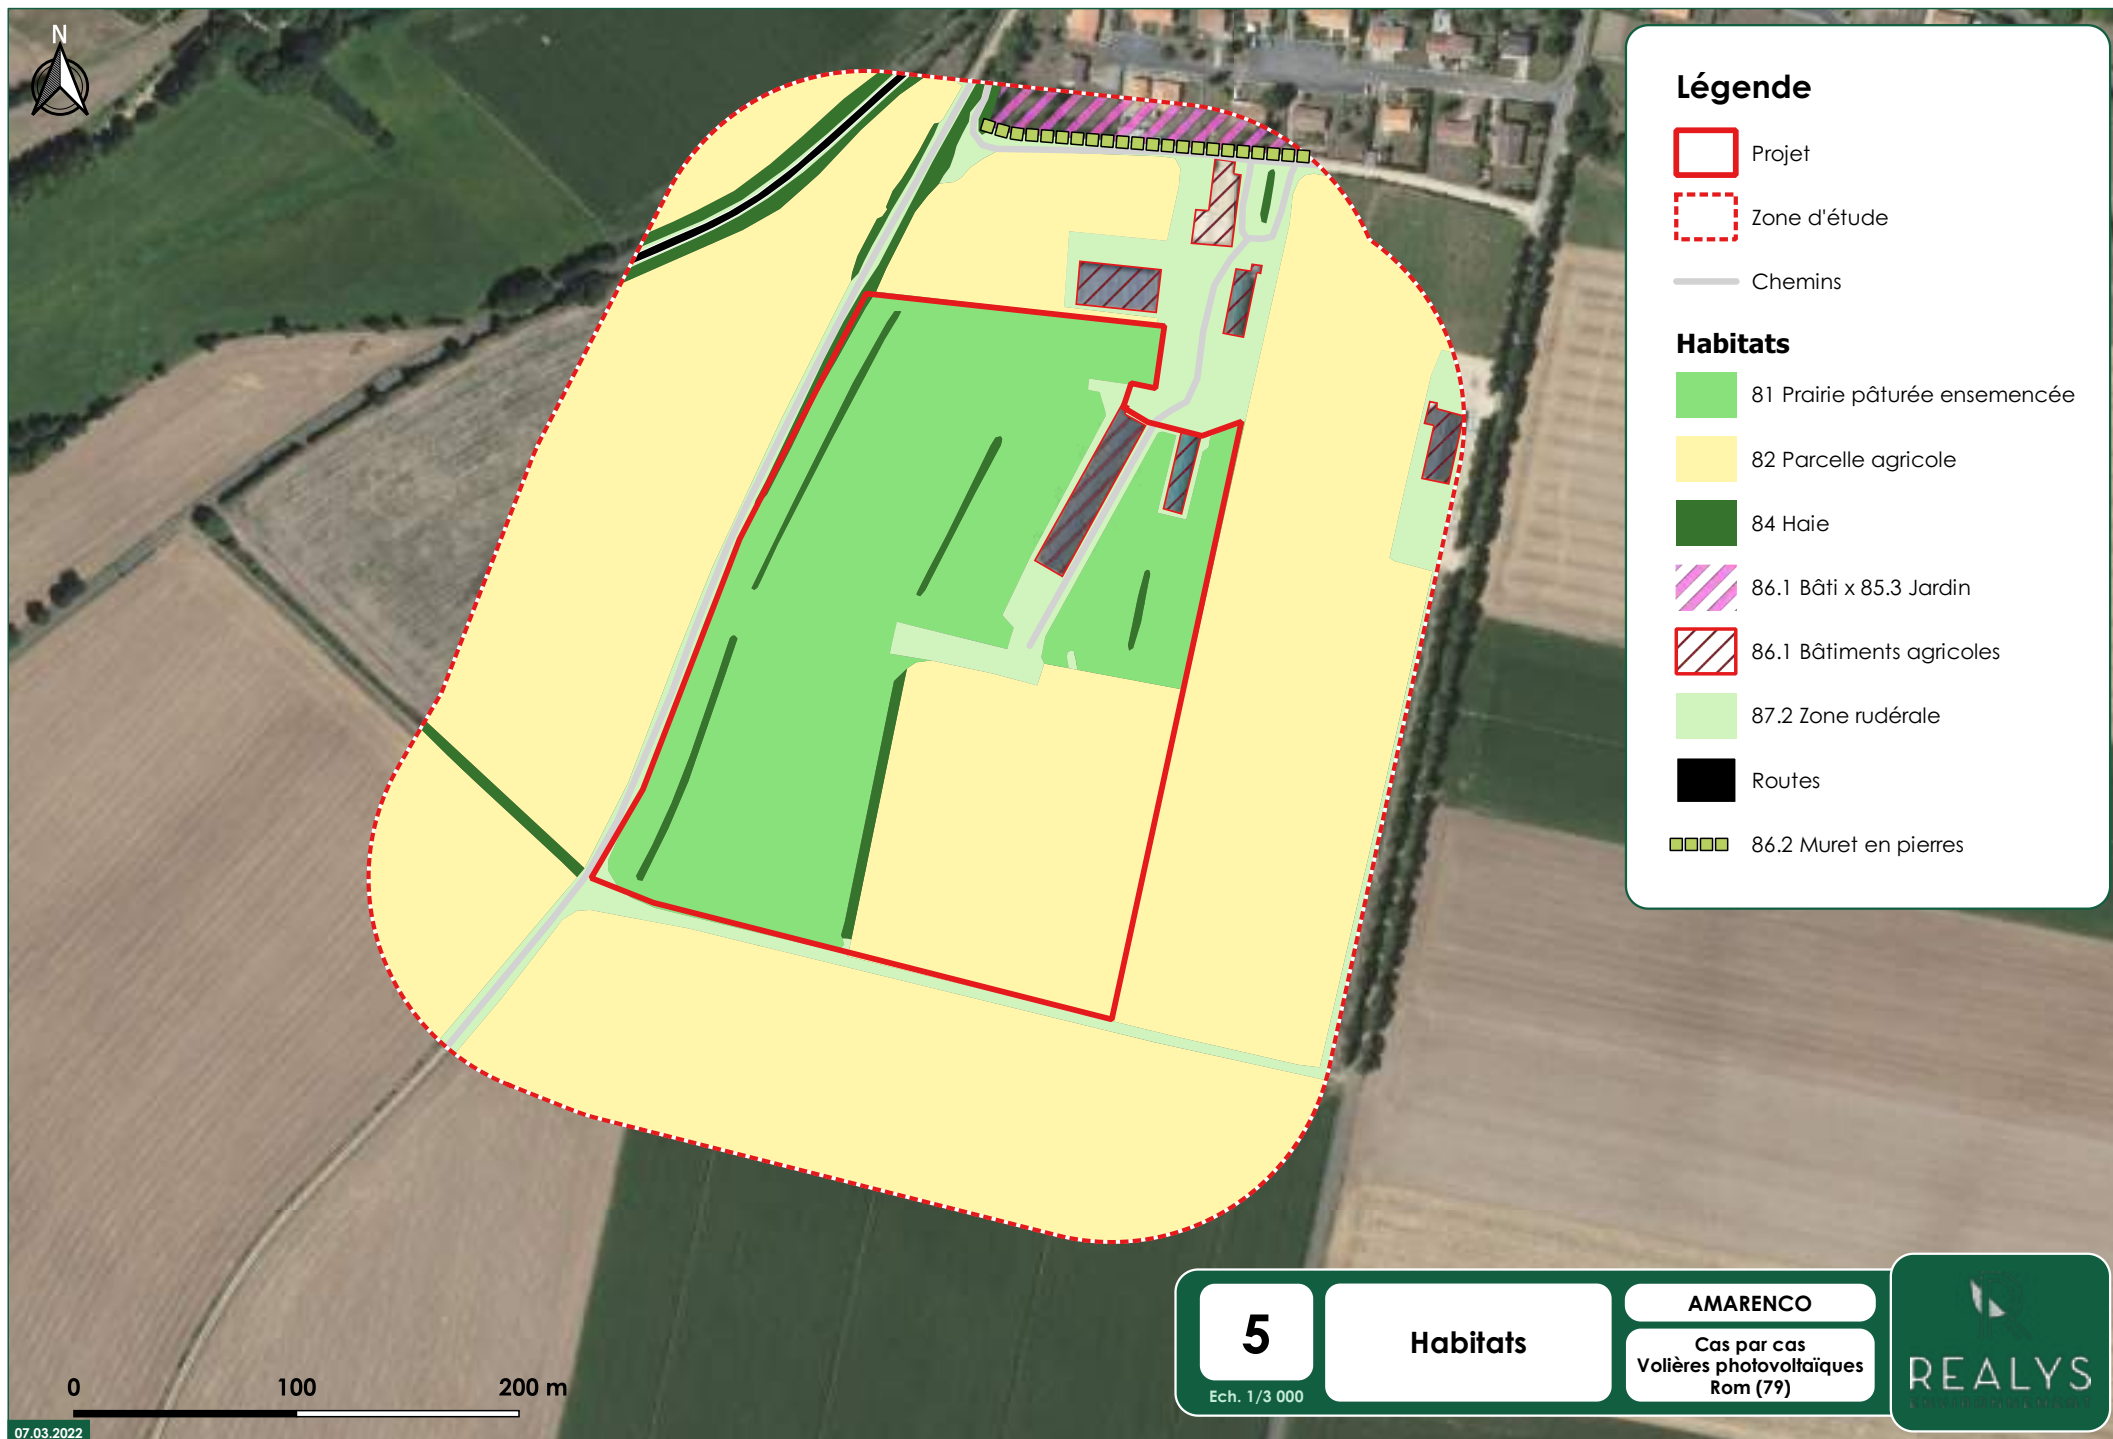 N
Légende
Projet
Zone d'étude
Chemins
Habitats
81 Prairie pâturée ensemencée
82 Parcelle agricole
84 Haie
86.1 Bâti x 85.3 Jardin
86.1 Bâtiments agricoles
87.2 Zone rudérale
Routes
86.2 Muret en pierres
5
Ech. 1/3 000
Habitats
AMARENCO
Cas par cas
Volières photovoltaïques
Rom (79)
REALYS
0 100 200 m
07.03.2022